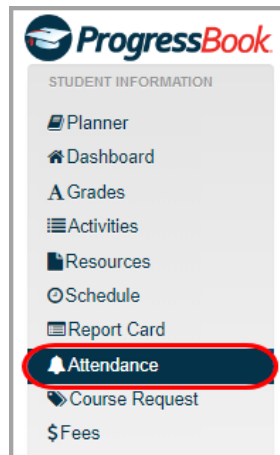 ProgressBook
STUDENT INFORMATION
Planner
Dashboard
Grades
Activities
Resources
Schedule
Report Card
Attendance
Course Request
$Fees